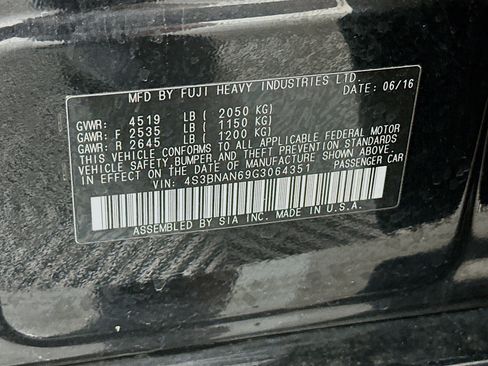 MFD BY FUJI HEAVY INDUSTRIES LTD.
DATE: 06/16
GVWR: 4519 LB ( 2050 KG)
GAWR: F 2535 LB ( 1150 KG)
GAWR: R 2645 LB ( 1200 KG)
THIS VEHICLE CONFORMS TO ALL APPLICABLE FEDERAL MOTOR
VEHICLE SAFETY,BUMPER,AND THEFT PREVENTION STANDARDS
IN EFFECT ON THE DATE OF MANUFACTURE SHOWN ABOVE.
VIN: 4S3BNAN69G3064351 PASSENGER CAR
ASSEMBLED BY SIA INC. MADE IN U.S.A.